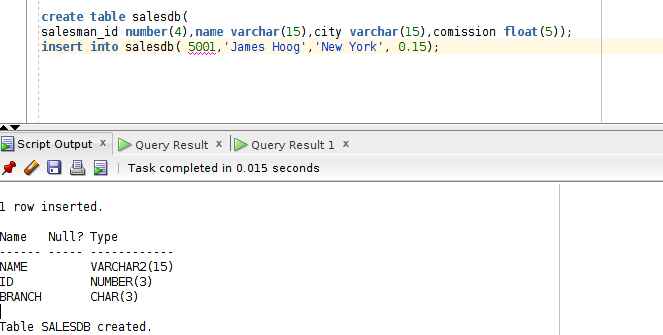 create table salesdb(
salesman_id number(4),name varchar(15),city varchar(15),comission float(5));
insert into salesdb( 5001,'James Hoog','New York', 0.15);
Script Output x Query Result x Query Result 1 x
Task completed in 0.015 seconds
1 row inserted.
Name   Null? Type
------ ----- ------------
NAME         VARCHAR2(15)
ID           NUMBER(3)
BRANCH       CHAR(3)
Table SALESDB created.